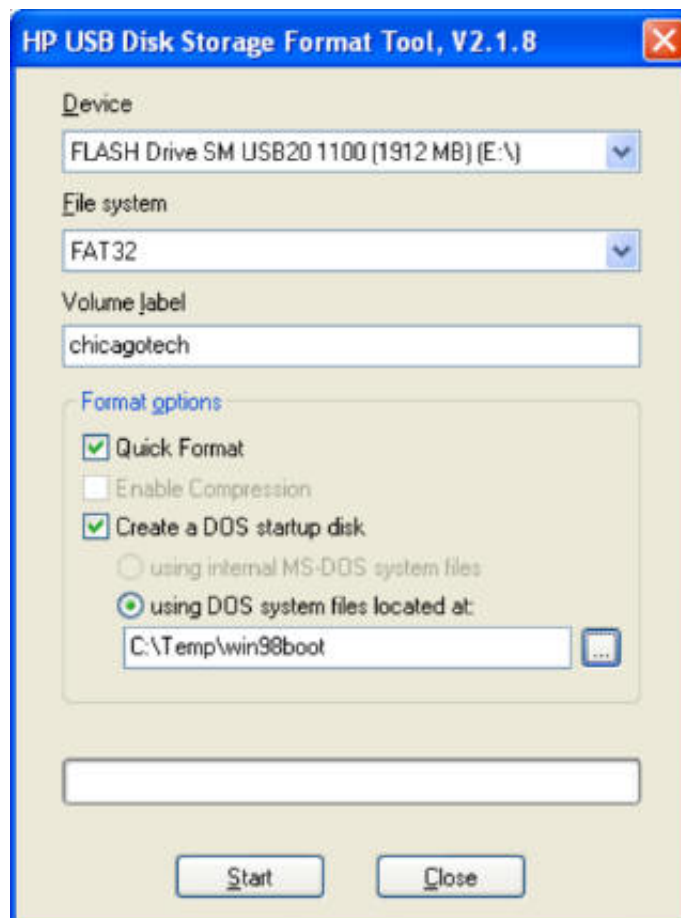 HP USB Disk Storage Format Tool, V2.1.8
Device
FLASH Drive SM USB20 1100 (1912 MB) (E:\)
File system
FAT32
Volume label
chicagotech
Format options
Quick Format
Enable Compression
Create a DOS startup disk
using internal MS-DOS system files
using DOS system files located at:
C:\Temp\win98boot
...
Start Close